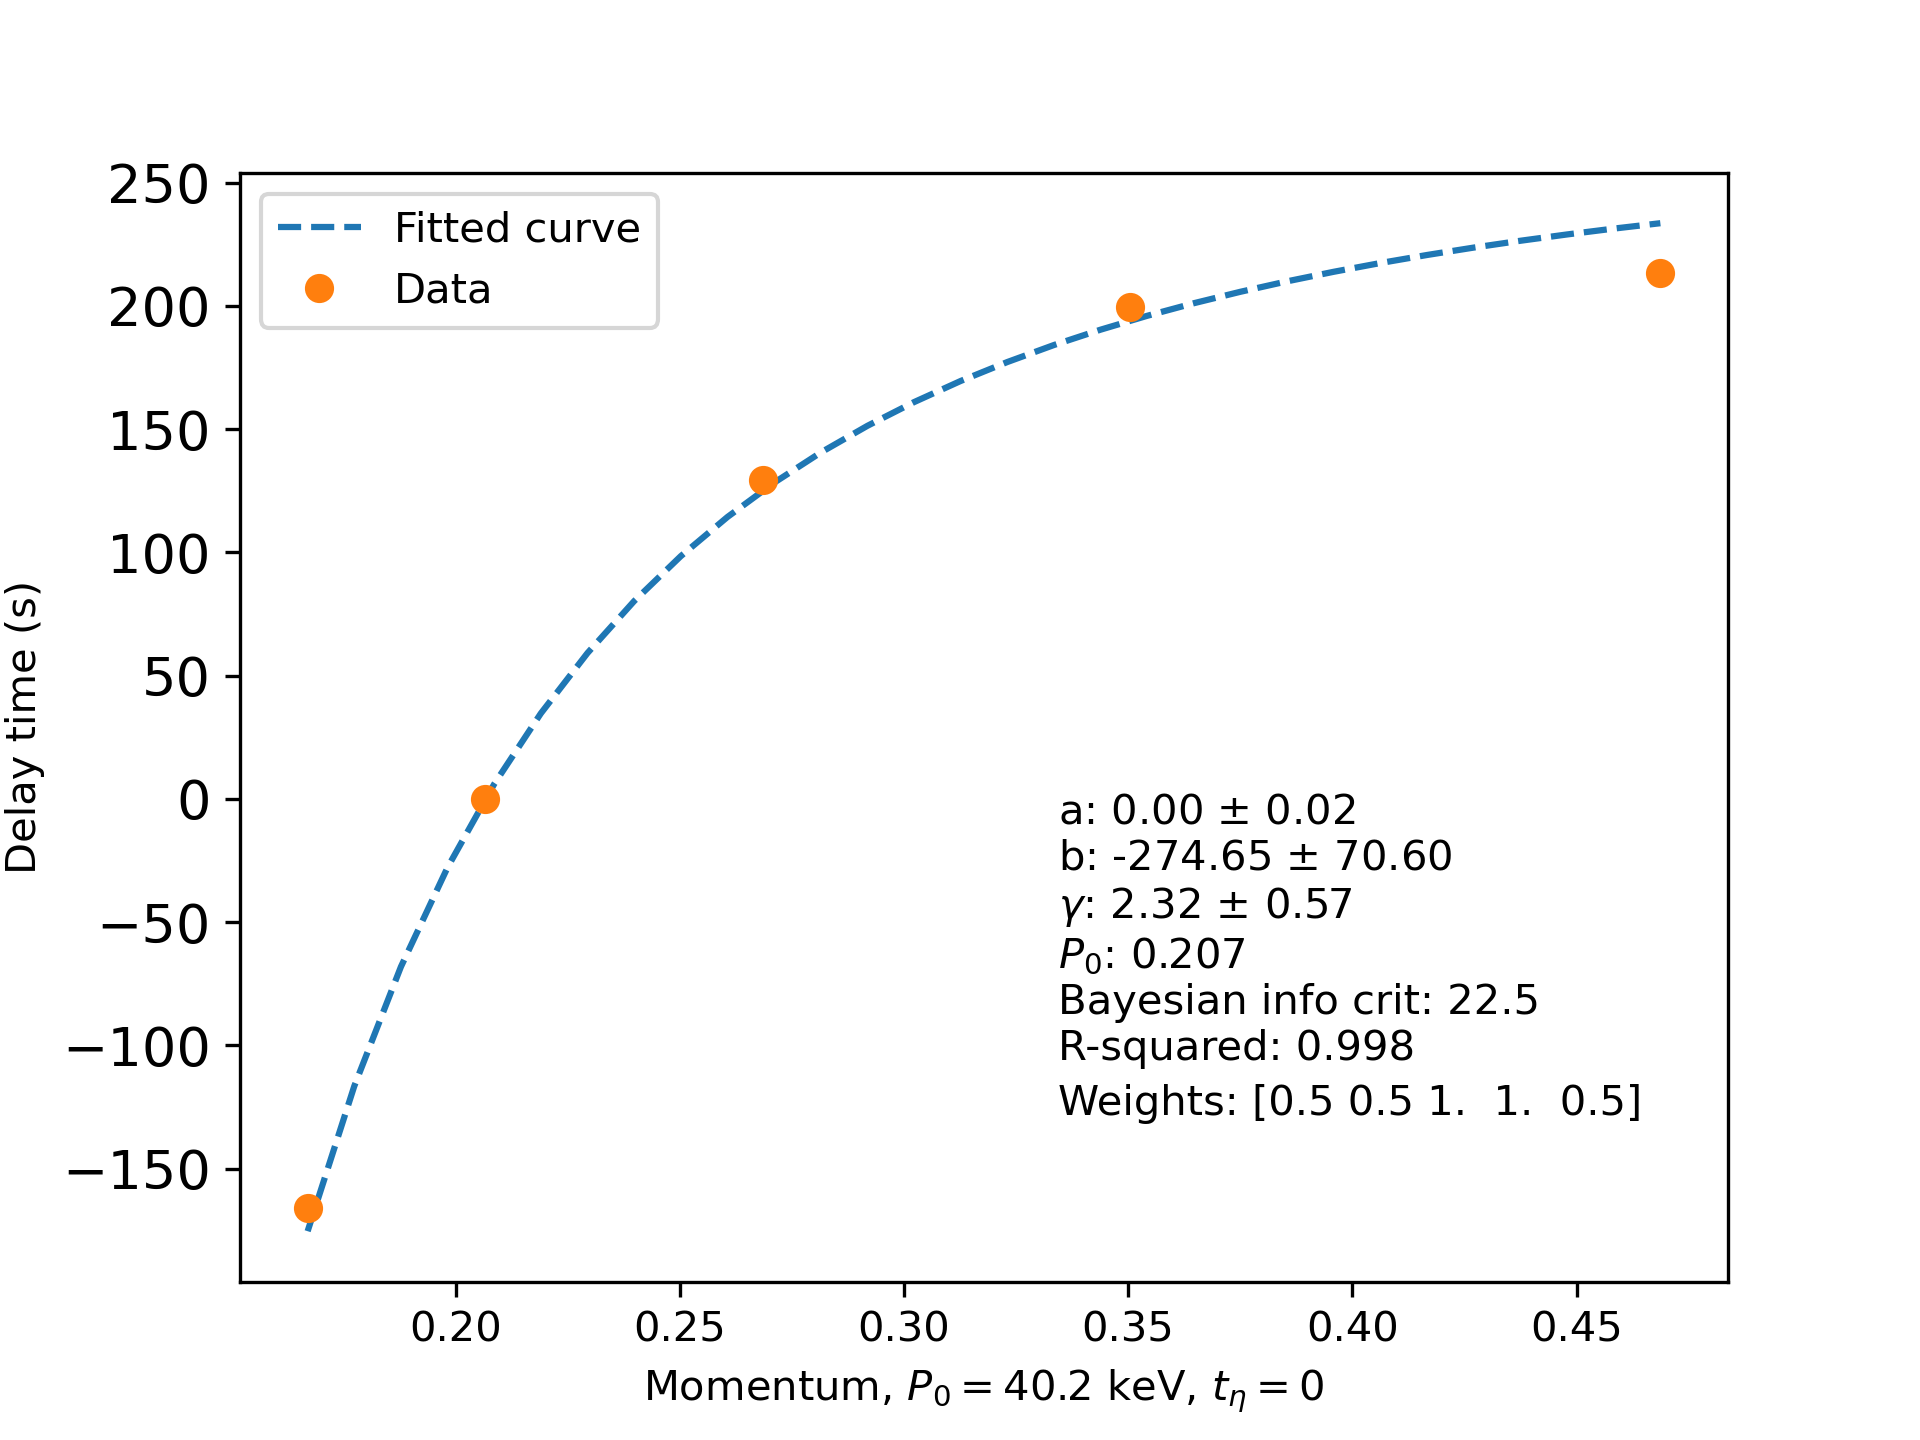 250
200
150
100
50
0
−50
−100
−150
Delay time (s)
Fitted curve
Data
a: 0.00 ± 0.02
b: -274.65 ± 70.60
γ: 2.32 ± 0.57
P₀: 0.207
Bayesian info crit: 22.5
R-squared: 0.998
Weights: [0.5 0.5 1.  1.  0.5]
0.20 0.25 0.30 0.35 0.40 0.45
Momentum, P₀ = 40.2 keV, t_η = 0